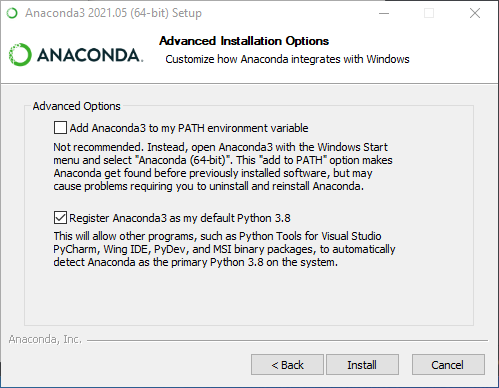 Anaconda3 2021.05 (64-bit) Setup
ANACONDA.
Advanced Installation Options
Customize how Anaconda integrates with Windows
Advanced Options
Add Anaconda3 to my PATH environment variable
Not recommended. Instead, open Anaconda3 with the Windows Start
menu and select "Anaconda (64-bit)". This "add to PATH" option makes
Anaconda get found before previously installed software, but may
cause problems requiring you to uninstall and reinstall Anaconda.
Register Anaconda3 as my default Python 3.8
This will allow other programs, such as Python Tools for Visual Studio
PyCharm, Wing IDE, PyDev, and MSI binary packages, to automatically
detect Anaconda as the primary Python 3.8 on the system.
Anaconda, Inc.
< Back
Install
Cancel